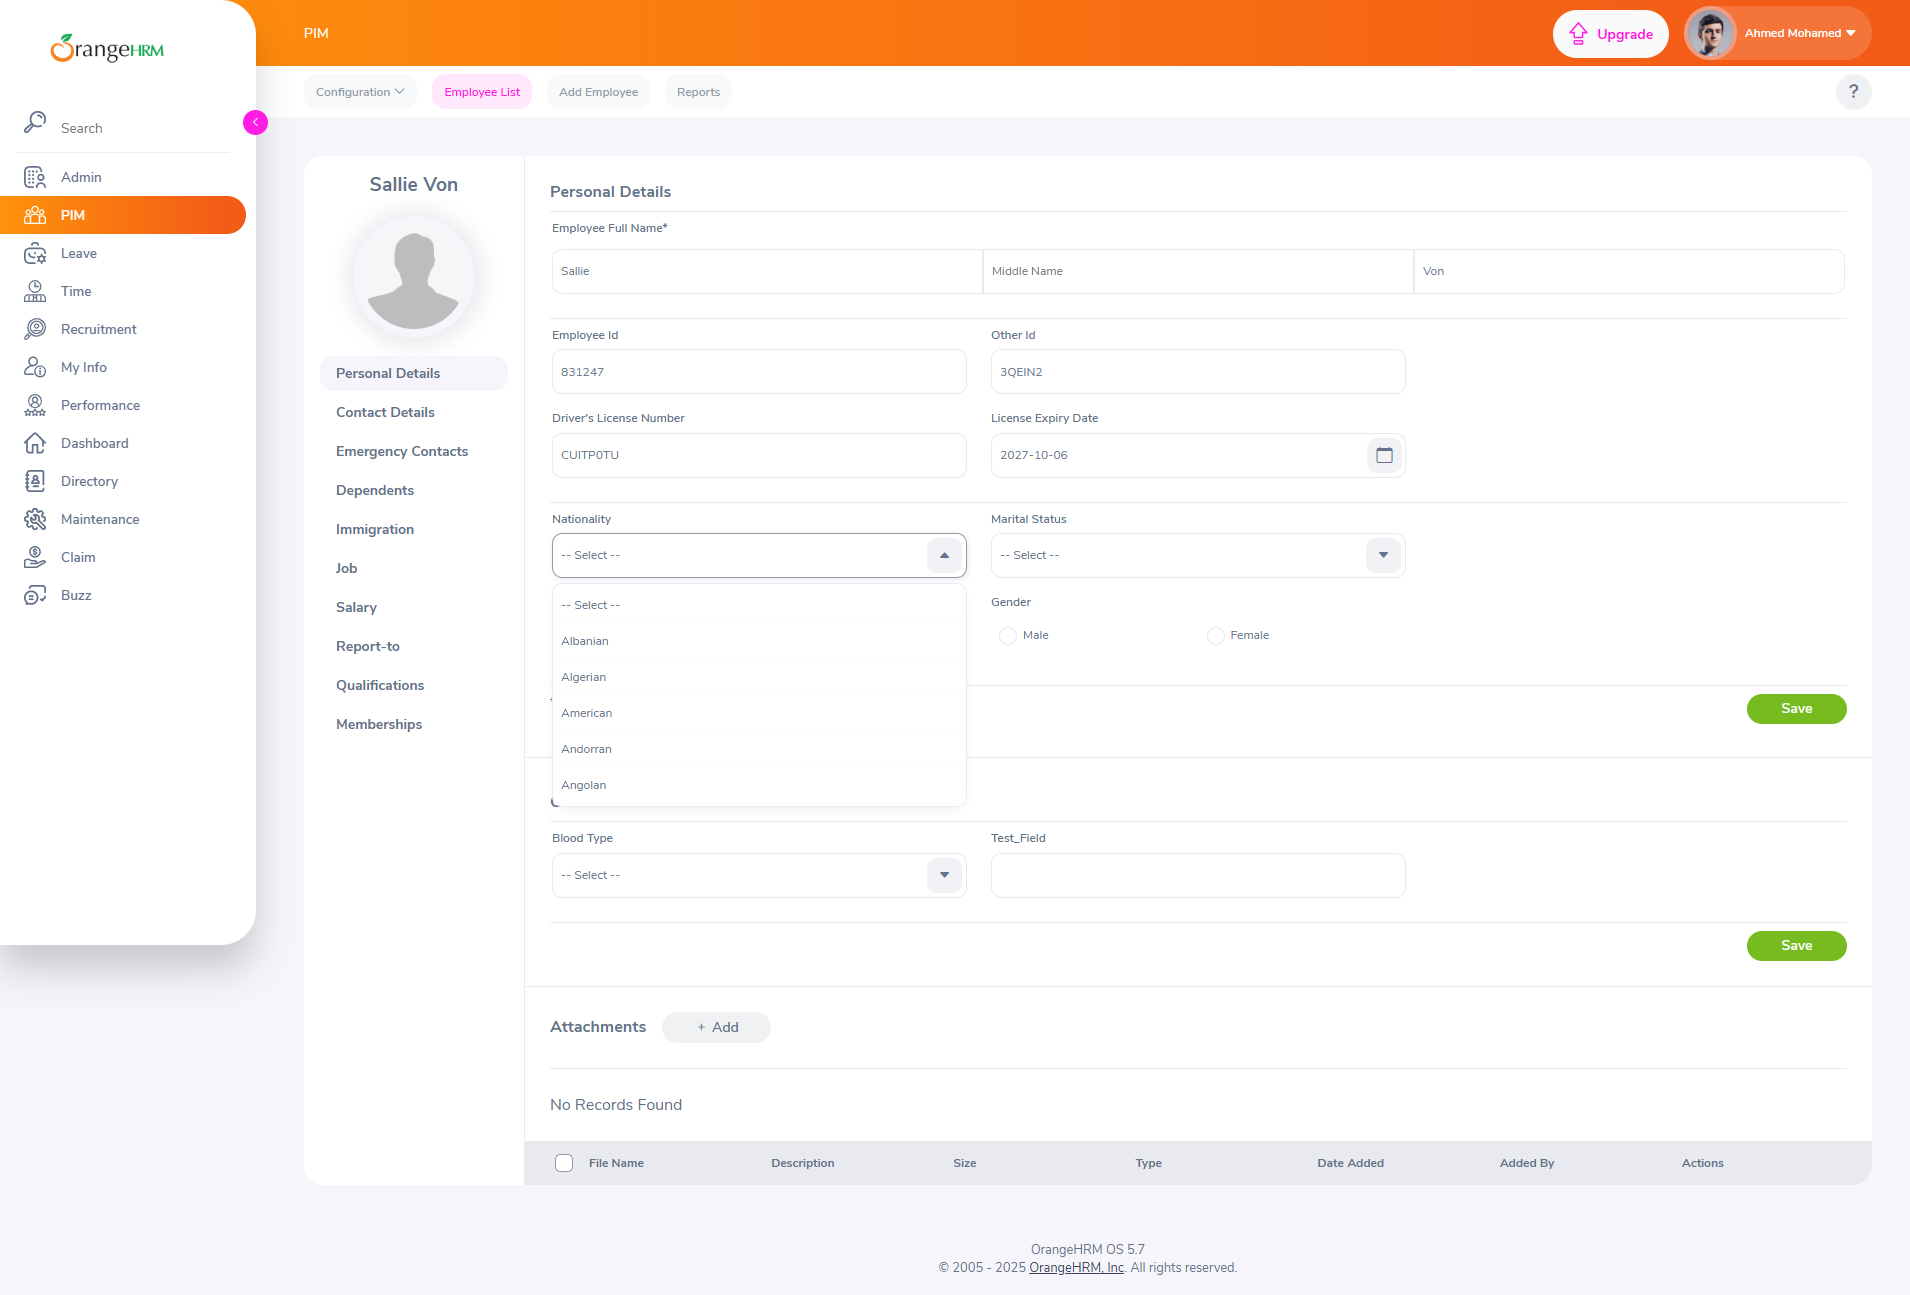 OrangeHRM
PIM
Upgrade
Ahmed Mohamed
Configuration
Employee List
Add Employee
Reports
?
Search
Admin
PIM
Leave
Time
Recruitment
My Info
Performance
Dashboard
Directory
Maintenance
Claim
Buzz
Sallie Von
Personal Details
Contact Details
Emergency Contacts
Dependents
Immigration
Job
Salary
Report-to
Qualifications
Memberships
Personal Details
Employee Full Name*
Sallie
Middle Name
Von
Employee Id
Other Id
831247
3QEIN2
Driver's License Number
License Expiry Date
CUITP0TU
2027-10-06
Nationality
Marital Status
-- Select --
-- Select --
-- Select --
Albanian
Algerian
American
Andorran
Angolan
Gender
Male
Female
Save
Blood Type
Test_Field
-- Select --
Save
Attachments
+ Add
No Records Found
File Name
Description
Size
Type
Date Added
Added By
Actions
OrangeHRM OS 5.7
© 2005 - 2025 OrangeHRM, Inc. All rights reserved.